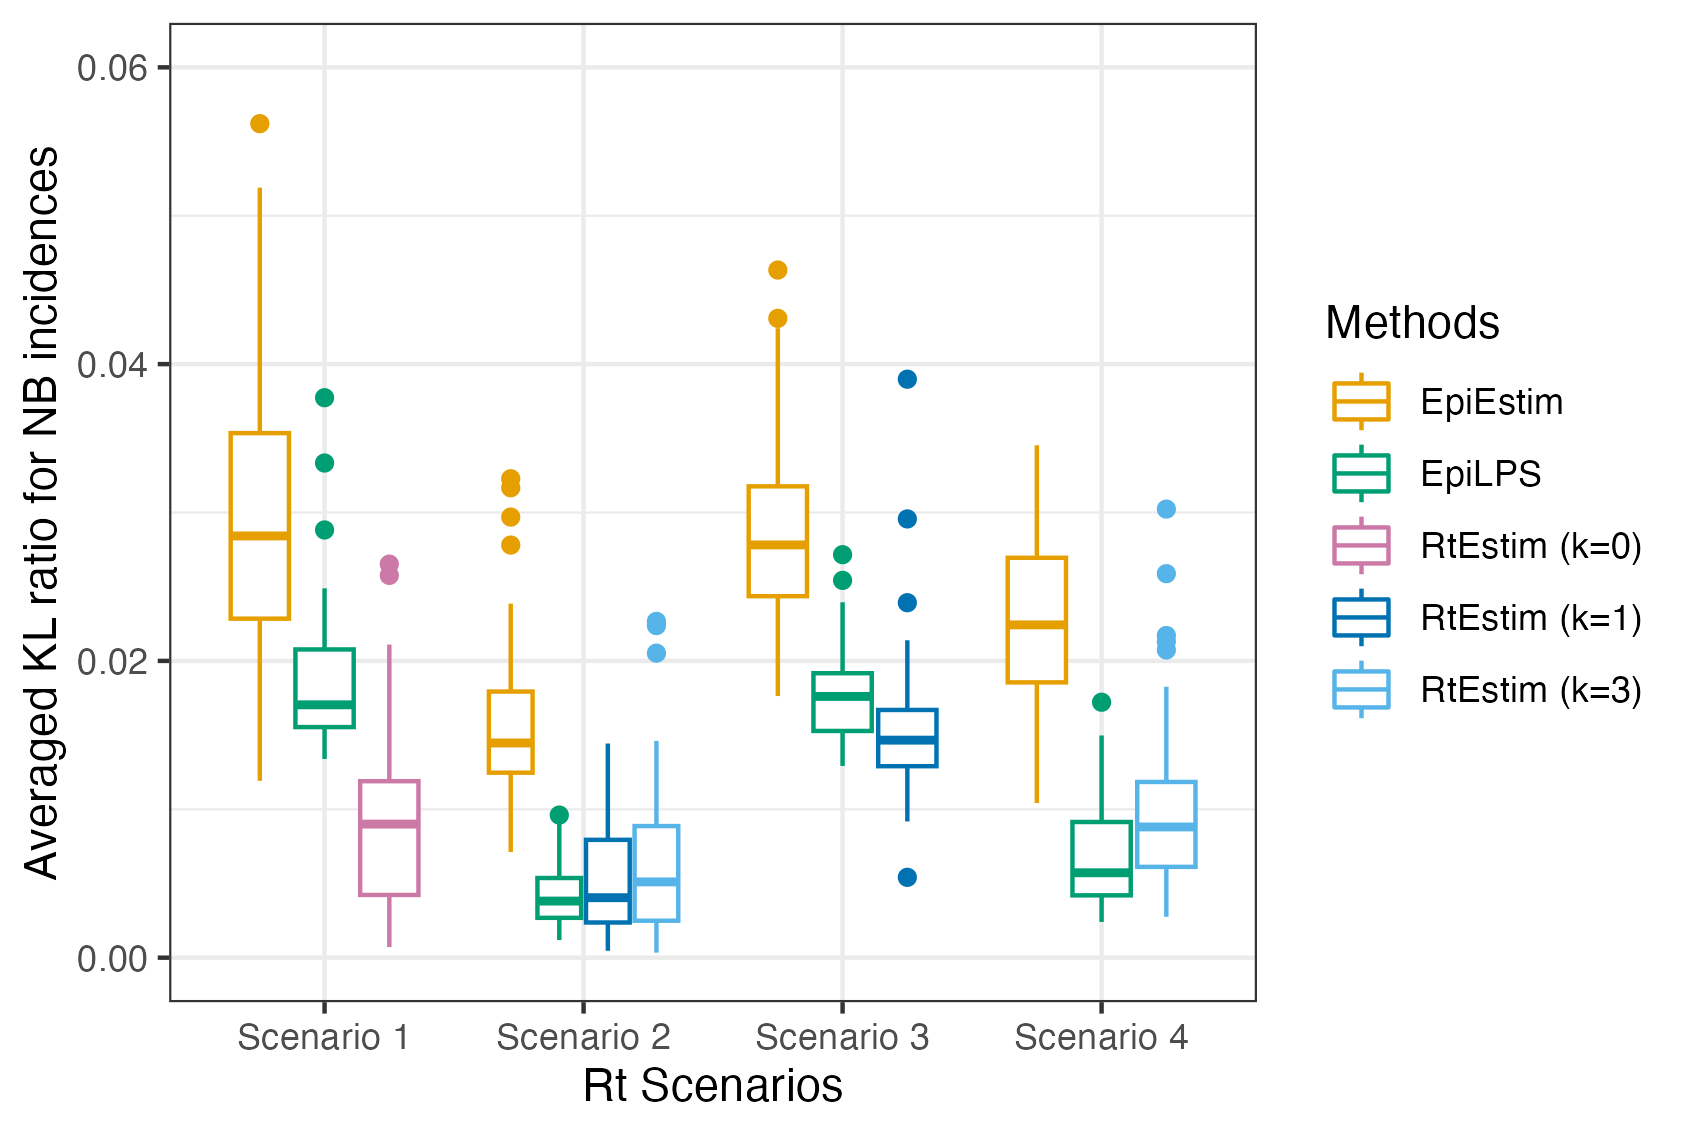 Averaged KL ratio for NB incidences
0.06
0.04
0.02
0.00
Scenario 1
Scenario 2
Scenario 3
Scenario 4
Rt Scenarios
Methods
EpiEstim
EpiLPS
RtEstim (k=0)
RtEstim (k=1)
RtEstim (k=3)